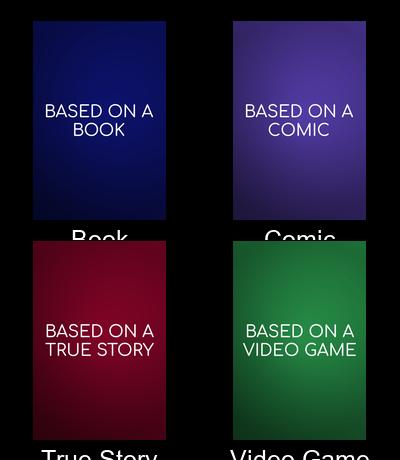 BASED ON A
BOOK
BASED ON A
COMIC
Book
Comic
BASED ON A
TRUE STORY
BASED ON A
VIDEO GAME
True Story
Video Game